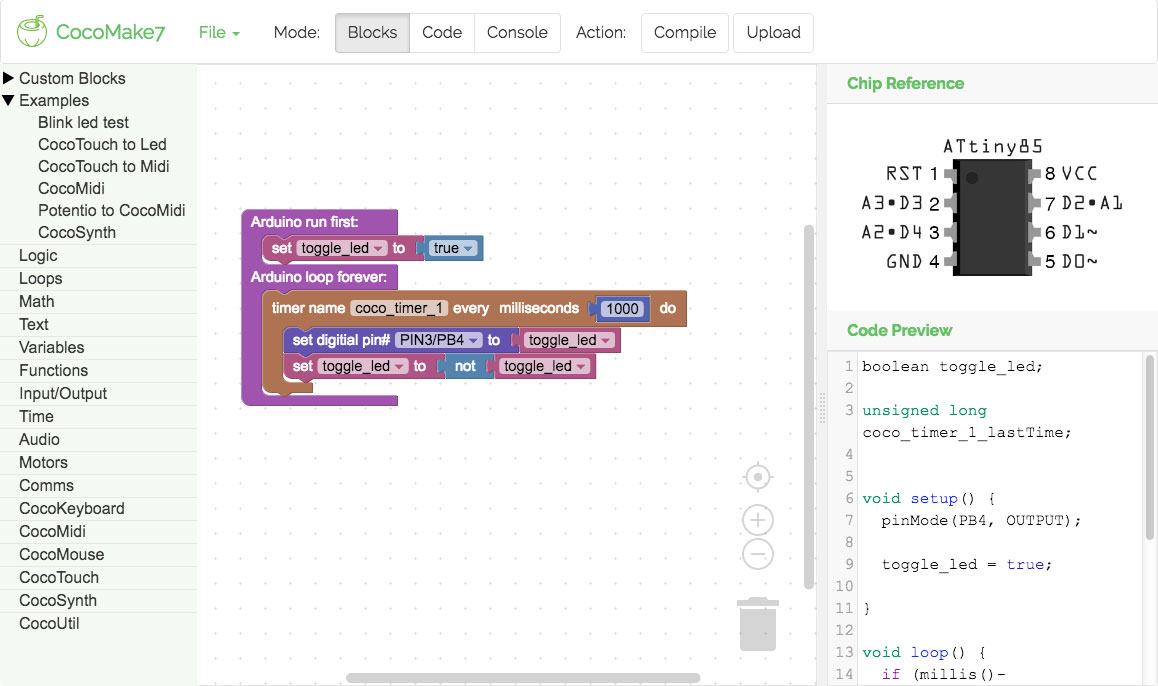 CocoMake7 File Mode: Blocks Code Console Action: Compile Upload
Custom Blocks
Examples
Blink led test
CocoTouch to Led
CocoTouch to Midi
CocoMidi
Potentio to CocoMidi
CocoSynth
Logic
Loops
Math
Text
Variables
Functions
Input/Output
Time
Audio
Motors
Comms
CocoKeyboard
CocoMidi
CocoMouse
CocoTouch
CocoSynth
CocoUtil
Arduino run first:
set toggle_led to true
Arduino loop forever:
timer name coco_timer_1 every milliseconds 1000 do
set digitial pin# PIN3/PB4 to toggle_led
set toggle_led to not toggle_led
Chip Reference
ATtiny85
RST 1 8 VCC
A3•D3 2 7 D2•A1
A2•D4 3 6 D1~
GND 4 5 D0~
Code Preview
1 boolean toggle_led;
2
3 unsigned long
coco_timer_1_lastTime;
4
5
6 void setup() {
7 pinMode(PB4, OUTPUT);
8
9 toggle_led = true;
10
11 }
12
13 void loop() {
14 if (millis()-